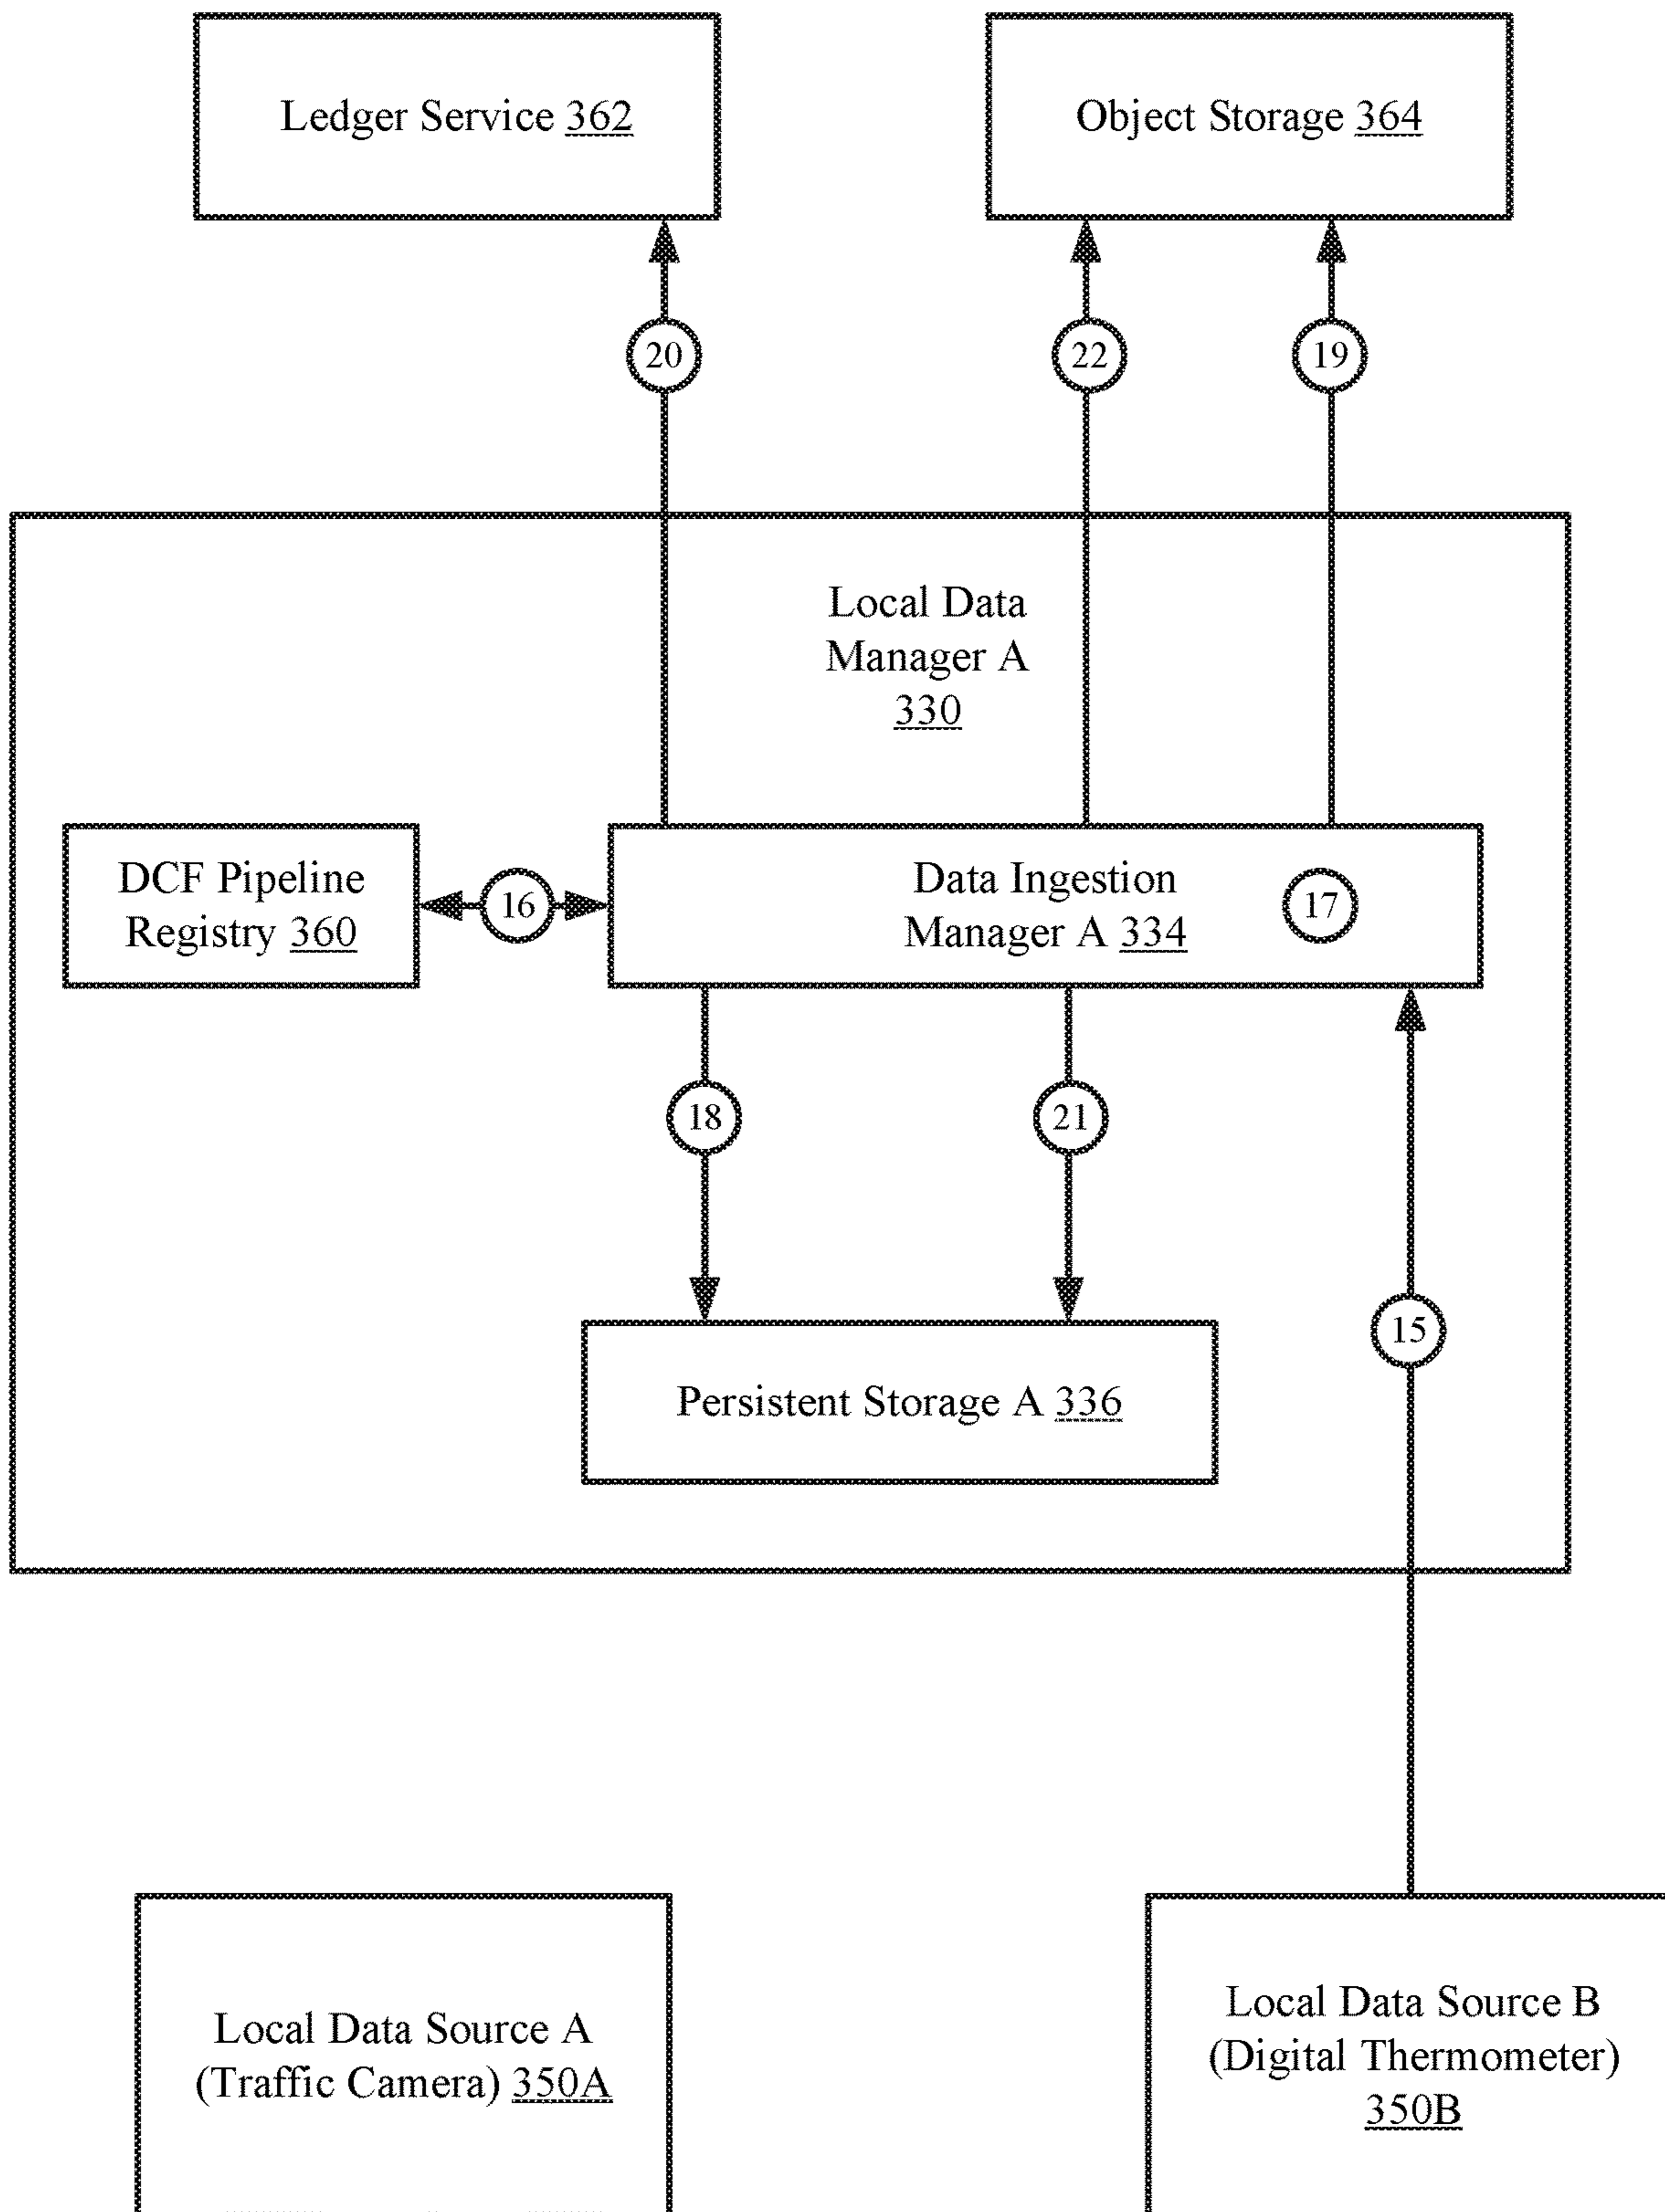 Ledger Service 362
Object Storage 364
20
22
19
Local Data
Manager A
330
DCF Pipeline
Registry 360
16
Data Ingestion
Manager A 334
17
18
21
15
Persistent Storage A 336
Local Data Source A
(Traffic Camera) 350A
Local Data Source B
(Digital Thermometer)
350B